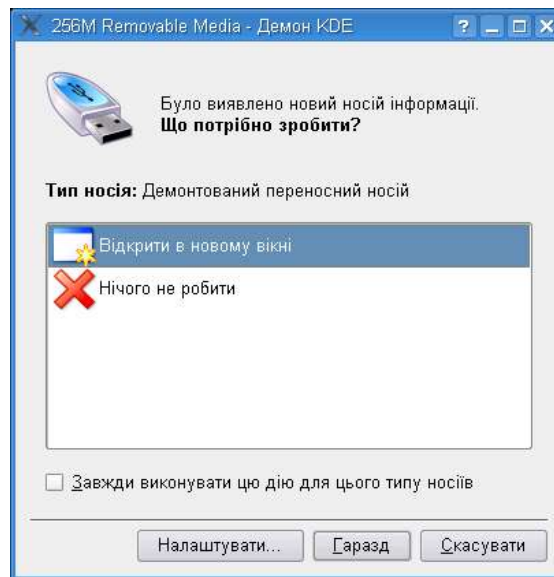 256M Removable Media - Демон KDE
Було виявлено новий носій інформації.
Що потрібно зробити?
Тип носія: Демонтований переносний носій
Відкрити в новому вікні
Нічого не робити
Завжди виконувати цю дію для цього типу носіїв
Налаштувати... Гаразд Скасувати